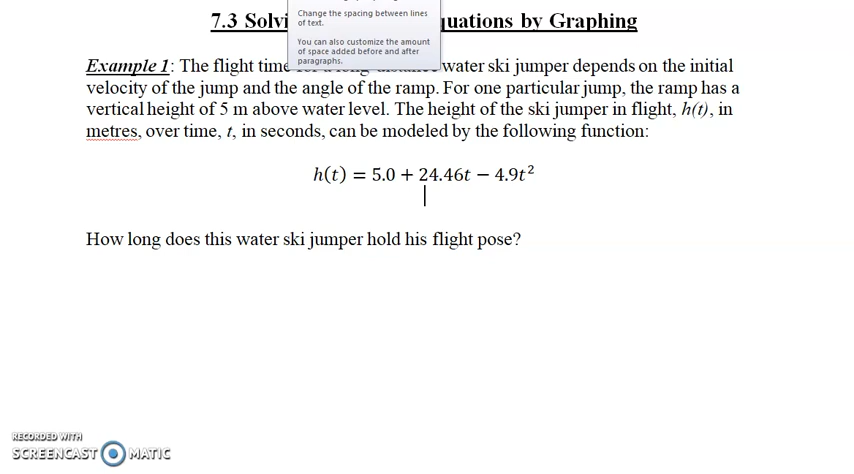 7.3 Solvi uations by Graphing
Change the spacing between lines
of text.
You can also customize the amount
of space added before and after
paragraphs.
Example 1: The flight time water ski jumper depends on the initial
velocity of the jump and the angle of the ramp. For one particular jump, the ramp has a
vertical height of 5 m above water level. The height of the ski jumper in flight, h(t), in
metres, over time, t, in seconds, can be modeled by the following function:
h(t) = 5.0 + 24.46t − 4.9t²
How long does this water ski jumper hold his flight pose?
RECORDED WITH
SCREENCAST MATIC